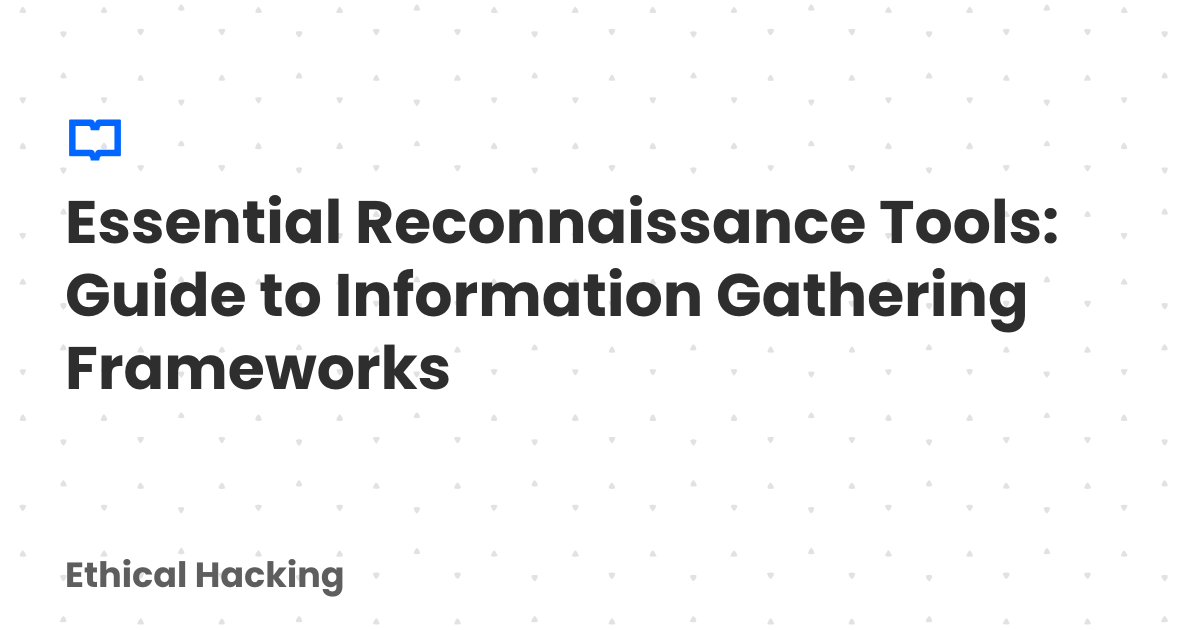 Essential Reconnaissance Tools:
Guide to Information Gathering
Frameworks
Ethical Hacking